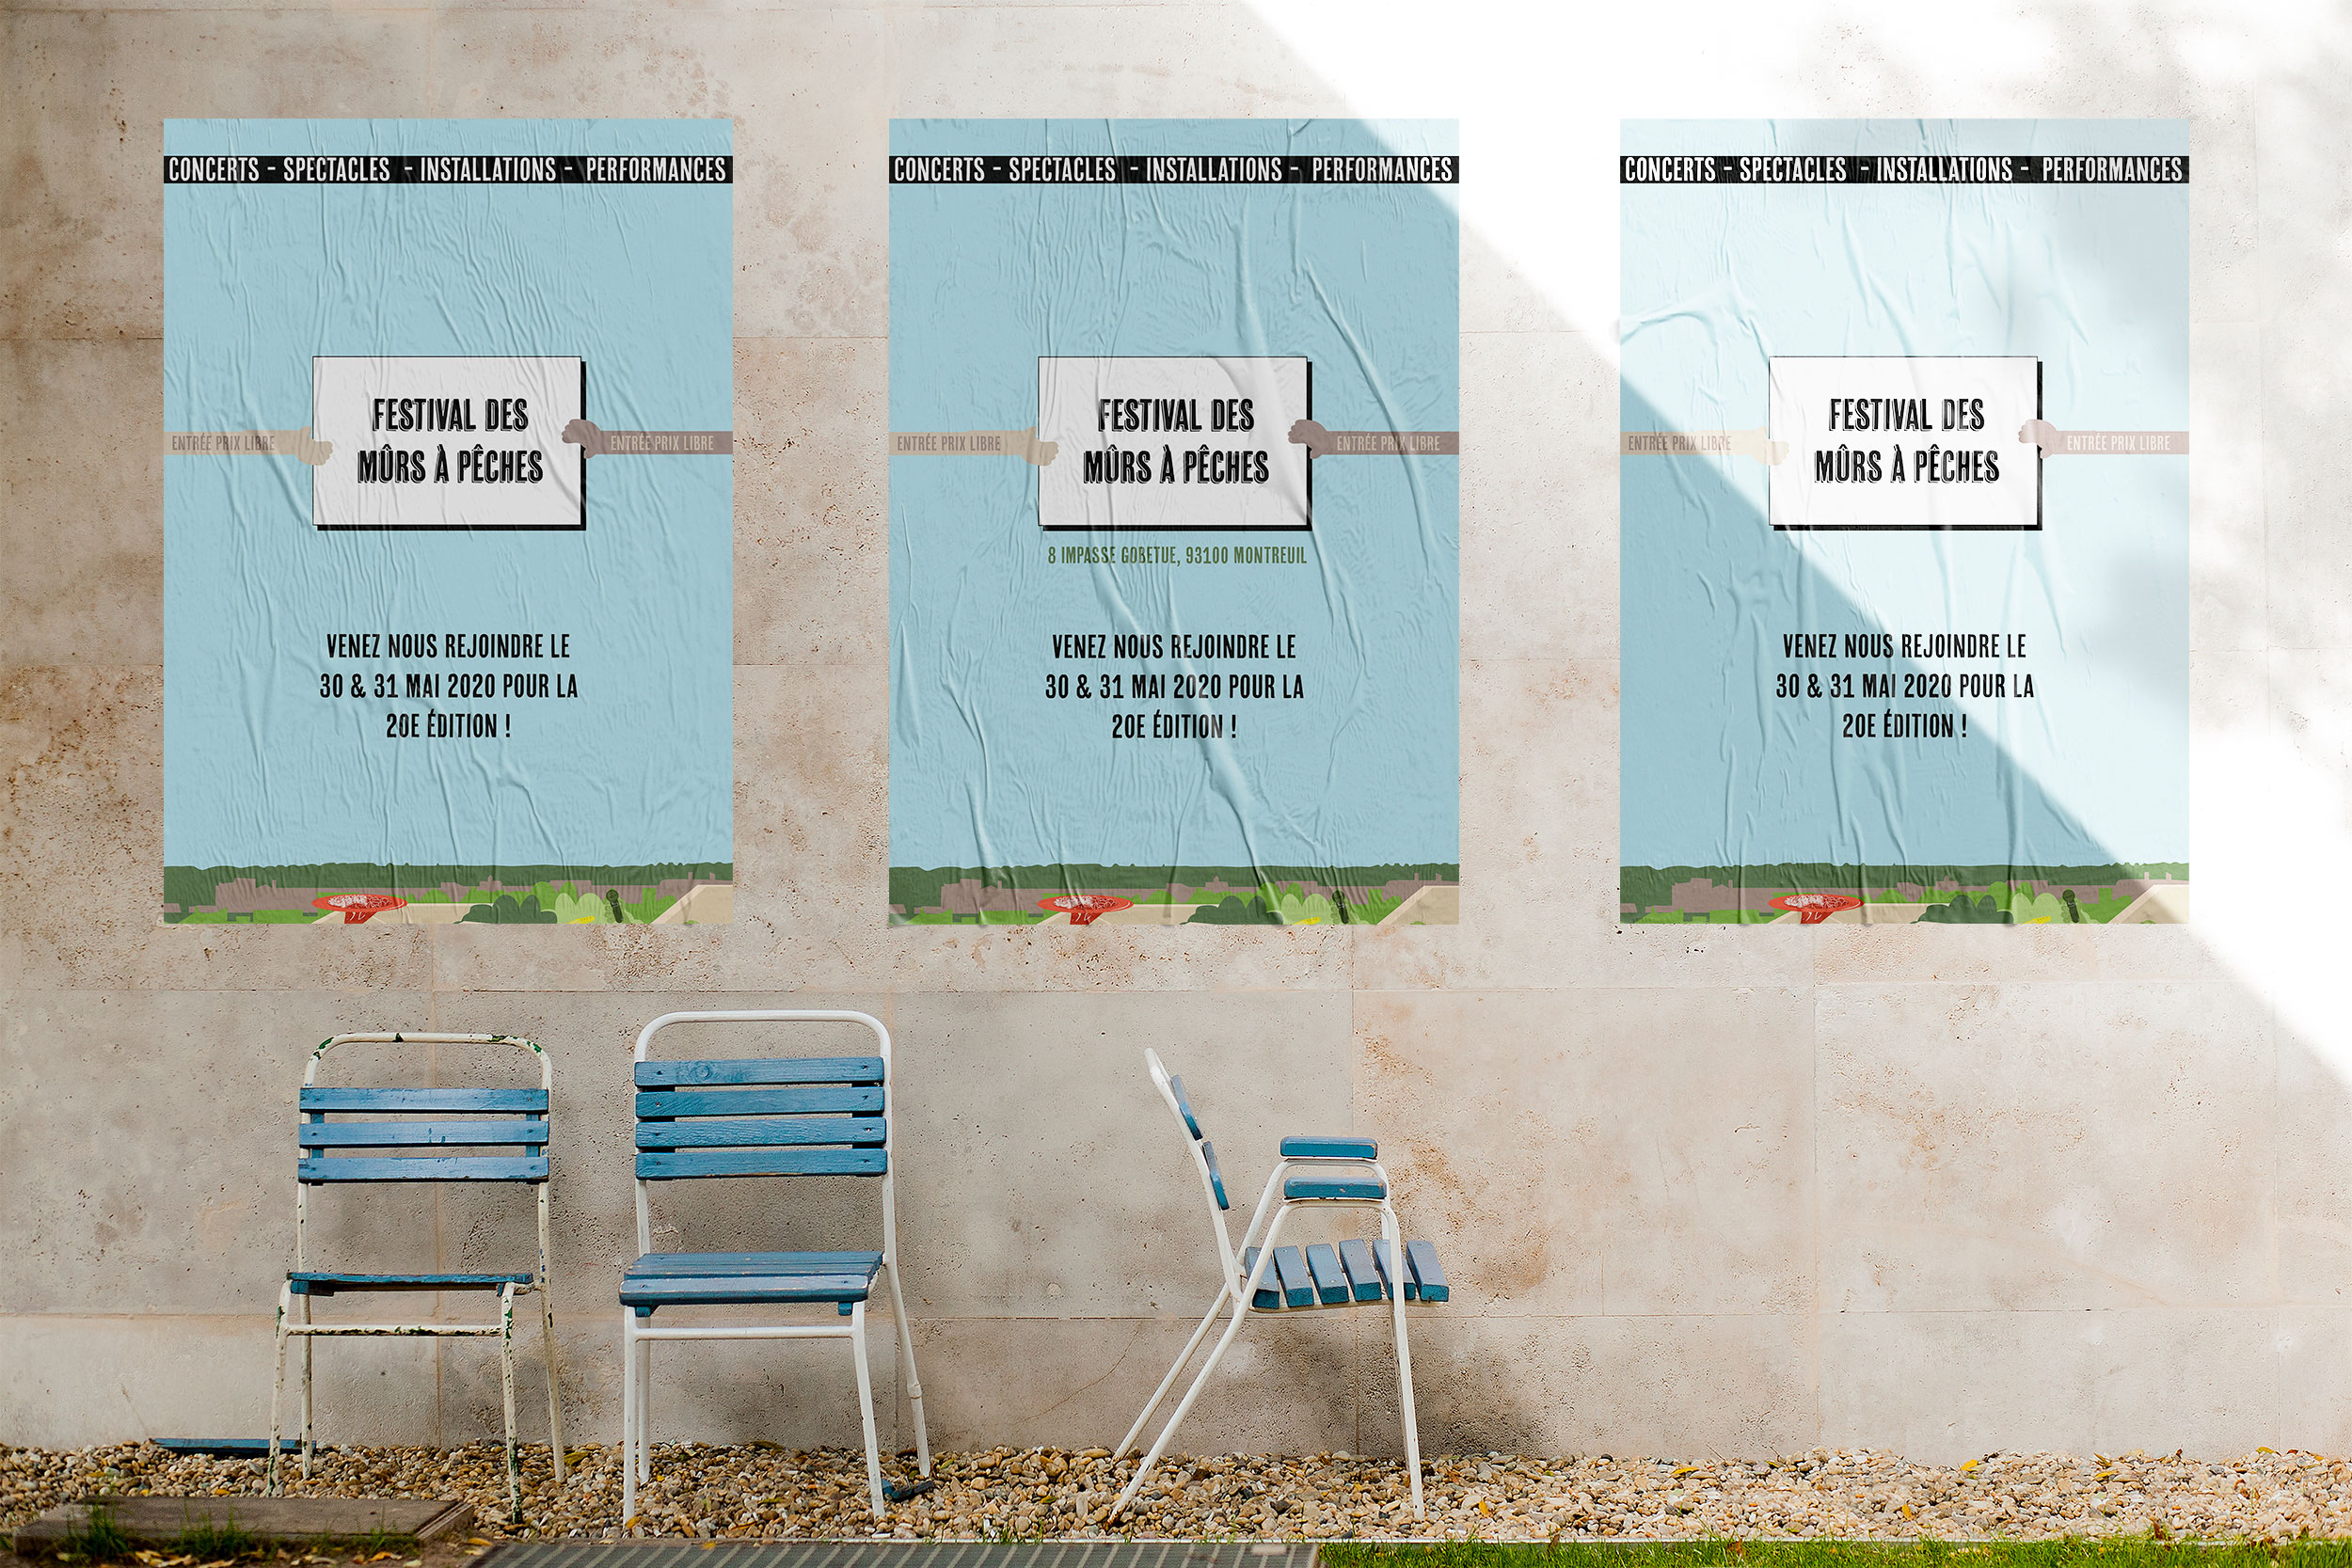 CONCERTS - SPECTACLES - INSTALLATIONS - PERFORMANCES
FESTIVAL DES
MÛRS À PÊCHES
ENTRÉE PRIX LIBRE
ENTRÉE PRIX LIBRE
VENEZ NOUS REJOINDRE LE
30 & 31 MAI 2020 POUR LA
20E ÉDITION !
CONCERTS - SPECTACLES - INSTALLATIONS - PERFORMANCES
FESTIVAL DES
MÛRS À PÊCHES
ENTRÉE PRIX LIBRE
ENTRÉE PRIX LIBRE
8 IMPASSE GOBETUE, 93100 MONTREUIL
VENEZ NOUS REJOINDRE LE
30 & 31 MAI 2020 POUR LA
20E ÉDITION !
CONCERTS - SPECTACLES - INSTALLATIONS - PERFORMANCES
FESTIVAL DES
MÛRS À PÊCHES
ENTRÉE PRIX LIBRE
ENTRÉE PRIX LIBRE
VENEZ NOUS REJOINDRE LE
30 & 31 MAI 2020 POUR LA
20E ÉDITION !